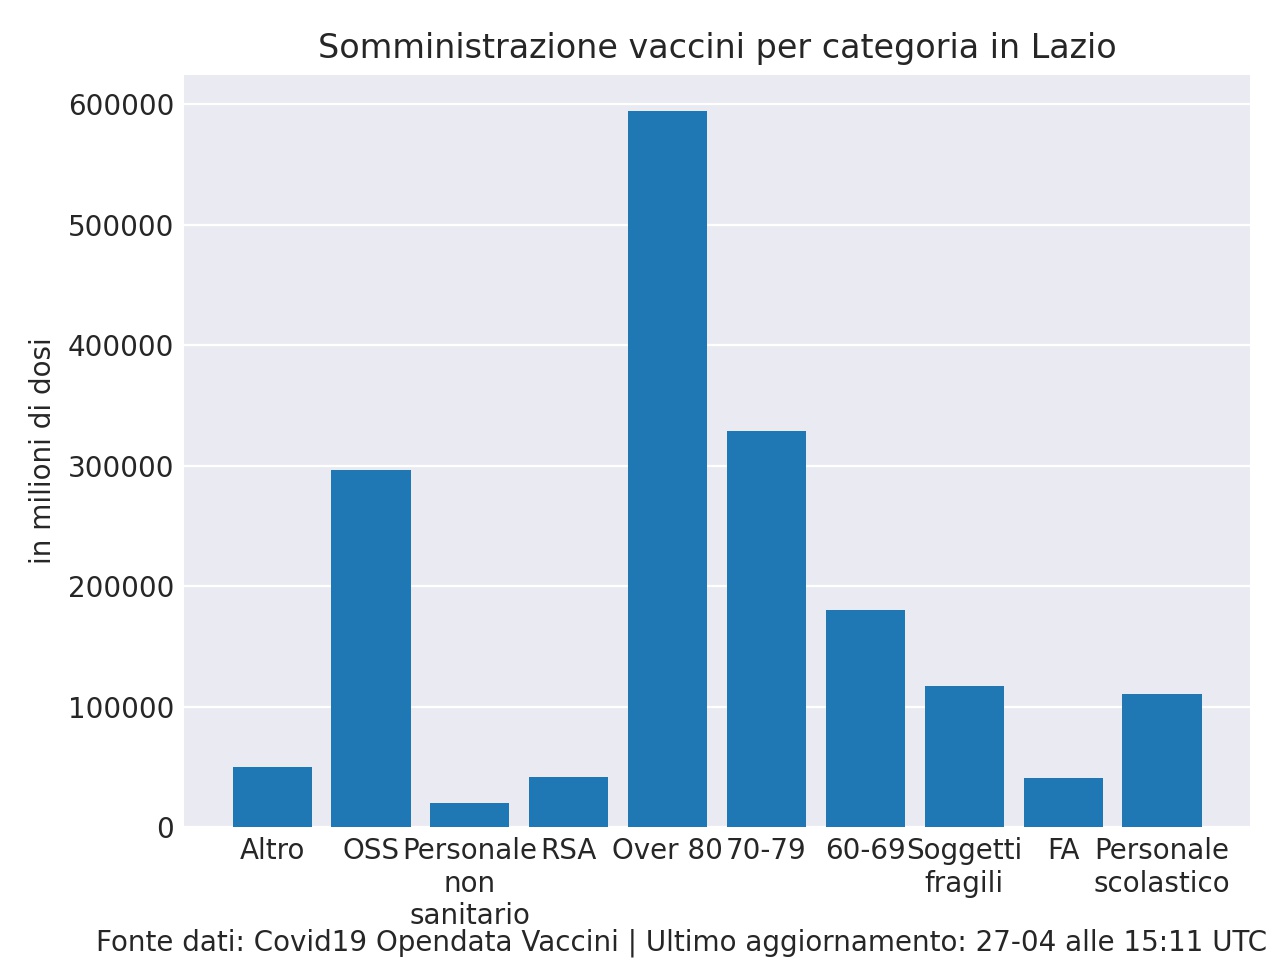 Somministrazione vaccini per categoria in Lazio
600000
500000
400000
300000
200000
100000
0
in milioni di dosi
Altro OSS Personale RSA Over 80 70-79 60-69 Soggetti FA Personale
non fragili scolastico
sanitario
Fonte dati: Covid19 Opendata Vaccini | Ultimo aggiornamento: 27-04 alle 15:11 UTC